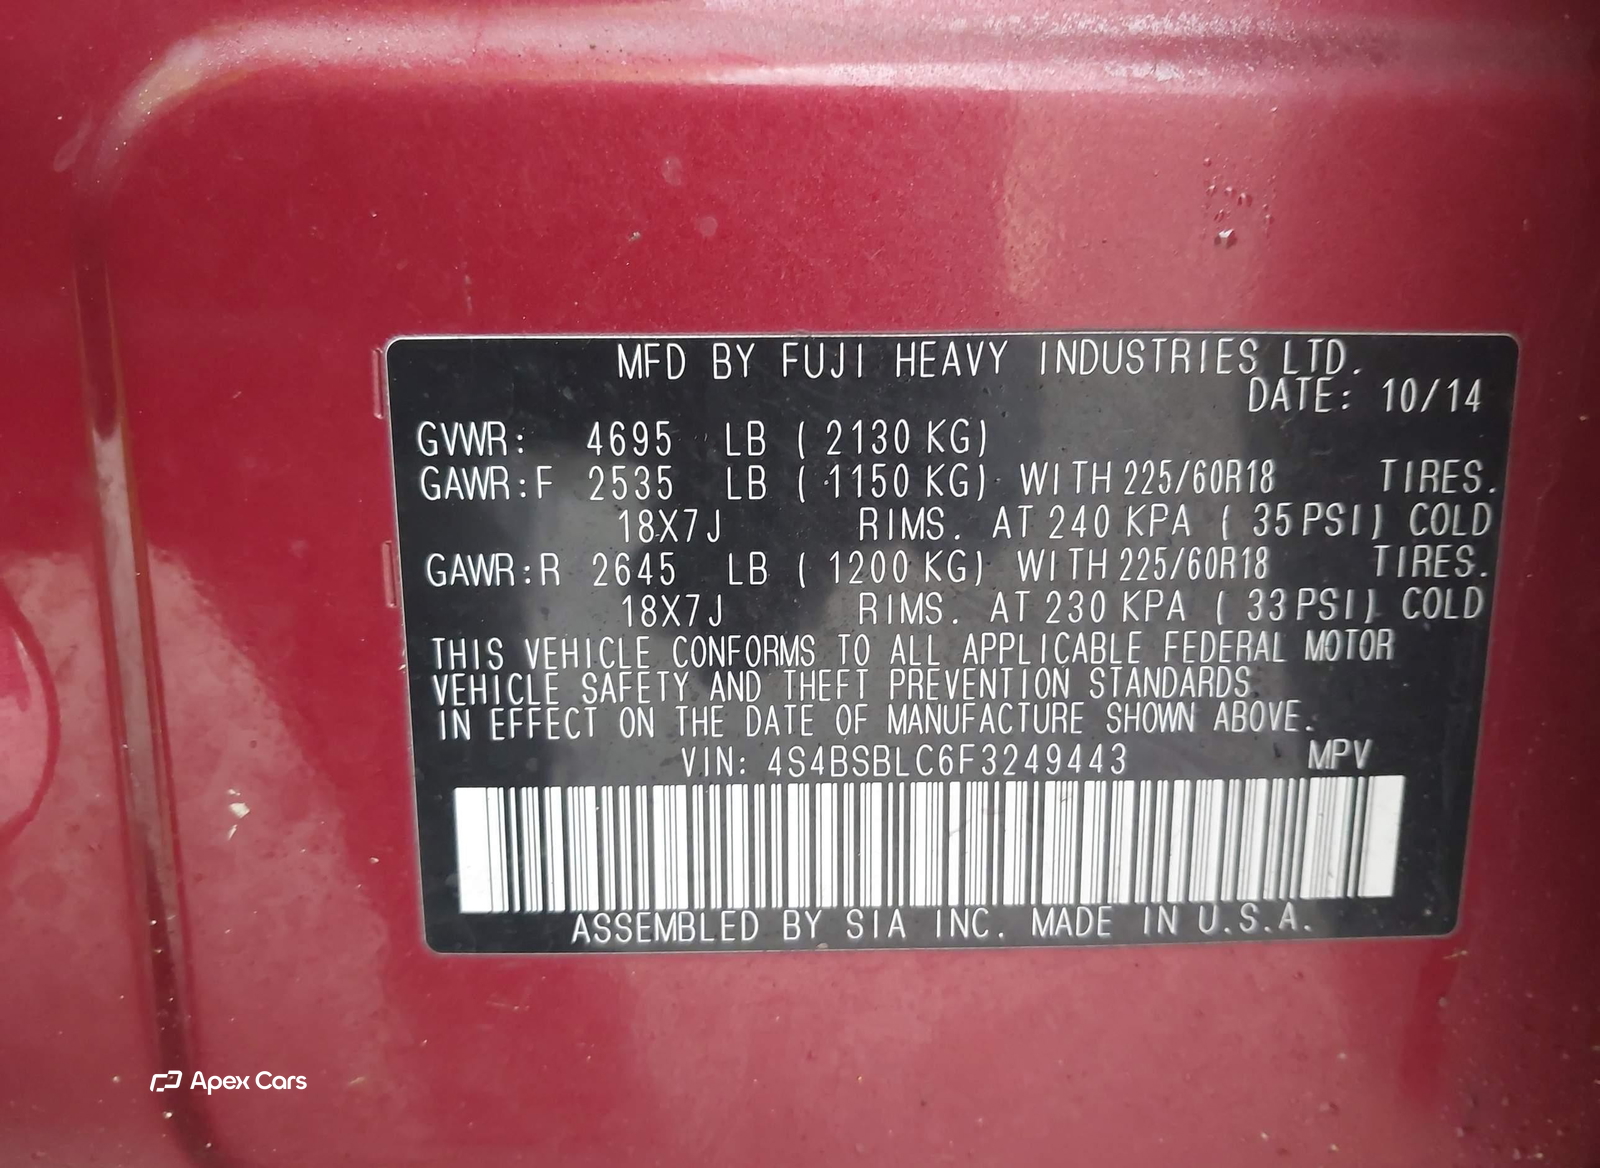 MFD BY FUJI HEAVY INDUSTRIES LTD.
DATE: 10/14
GVWR: 4695 LB ( 2130 KG)
GAWR:F 2535 LB ( 1150 KG) WITH 225/60R18 TIRES.
18X7J RIMS. AT 240 KPA ( 35 PSI) COLD
GAWR:R 2645 LB ( 1200 KG) WITH 225/60R18 TIRES.
18X7J RIMS. AT 230 KPA ( 33 PSI) COLD
THIS VEHICLE CONFORMS TO ALL APPLICABLE FEDERAL MOTOR
VEHICLE SAFETY AND THEFT PREVENTION STANDARDS
IN EFFECT ON THE DATE OF MANUFACTURE SHOWN ABOVE.
VIN: 4S4BSBLC6F3249443 MPV
ASSEMBLED BY SIA INC. MADE IN U.S.A.
Apex Cars